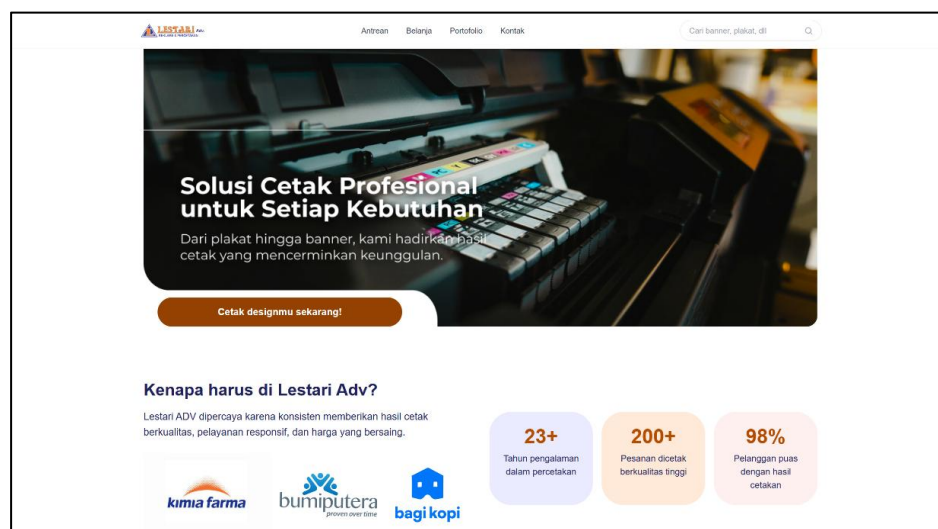 LESTARI ADV.
Antrean Belanja Portofolio Kontak
Cari banner, plakat, dll
Solusi Cetak Profesional
untuk Setiap Kebutuhan
Dari plakat hingga banner, kami hadirkan hasil
cetak yang mencerminkan keunggulan.
Cetak designmu sekarang!
Kenapa harus di Lestari Adv?
Lestari ADV dipercaya karena konsisten memberikan hasil cetak
berkualitas, pelayanan responsif, dan harga yang bersaing.
23+
Tahun pengalaman
dalam percetakan
200+
Pesanan dicetak
berkualitas tinggi
98%
Pelanggan puas
dengan hasil
cetakan
kimia farma
bumiputera
proven over time
bagi kopi